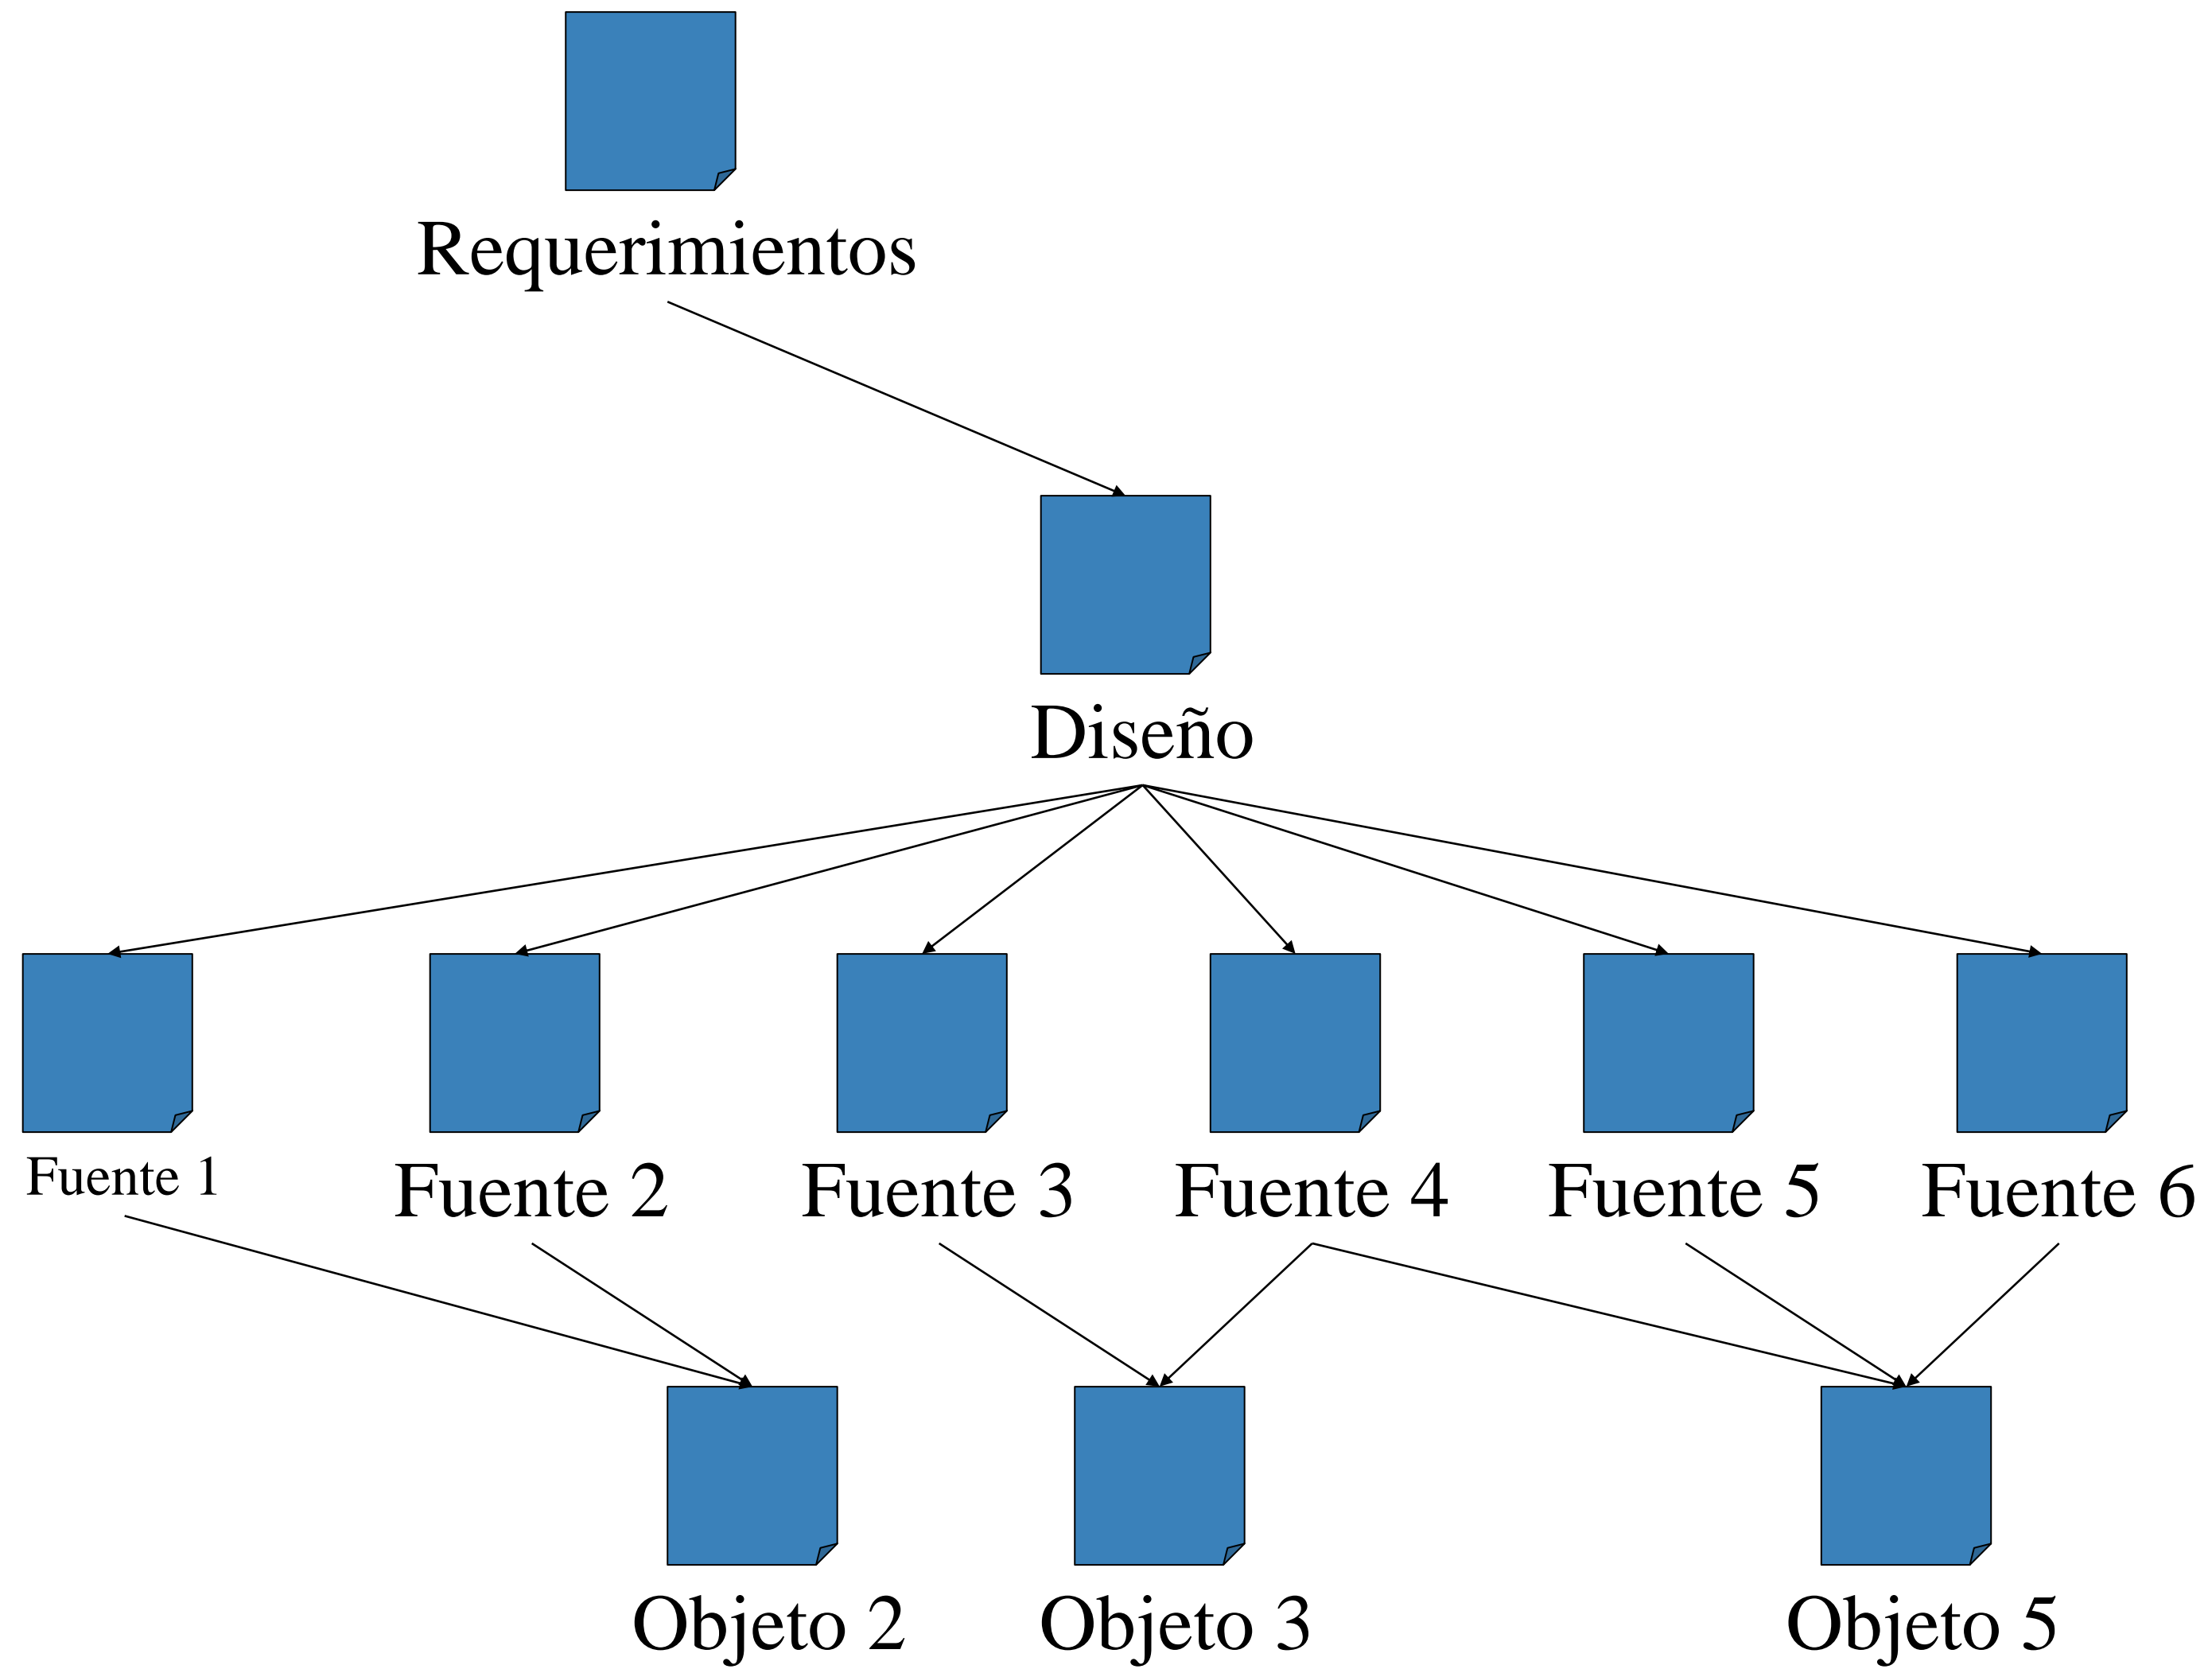 Requerimientos
Diseño
Fuente 1
Fuente 2
Fuente 3
Fuente 4
Fuente 5
Fuente 6
Objeto 2
Objeto 3
Objeto 5